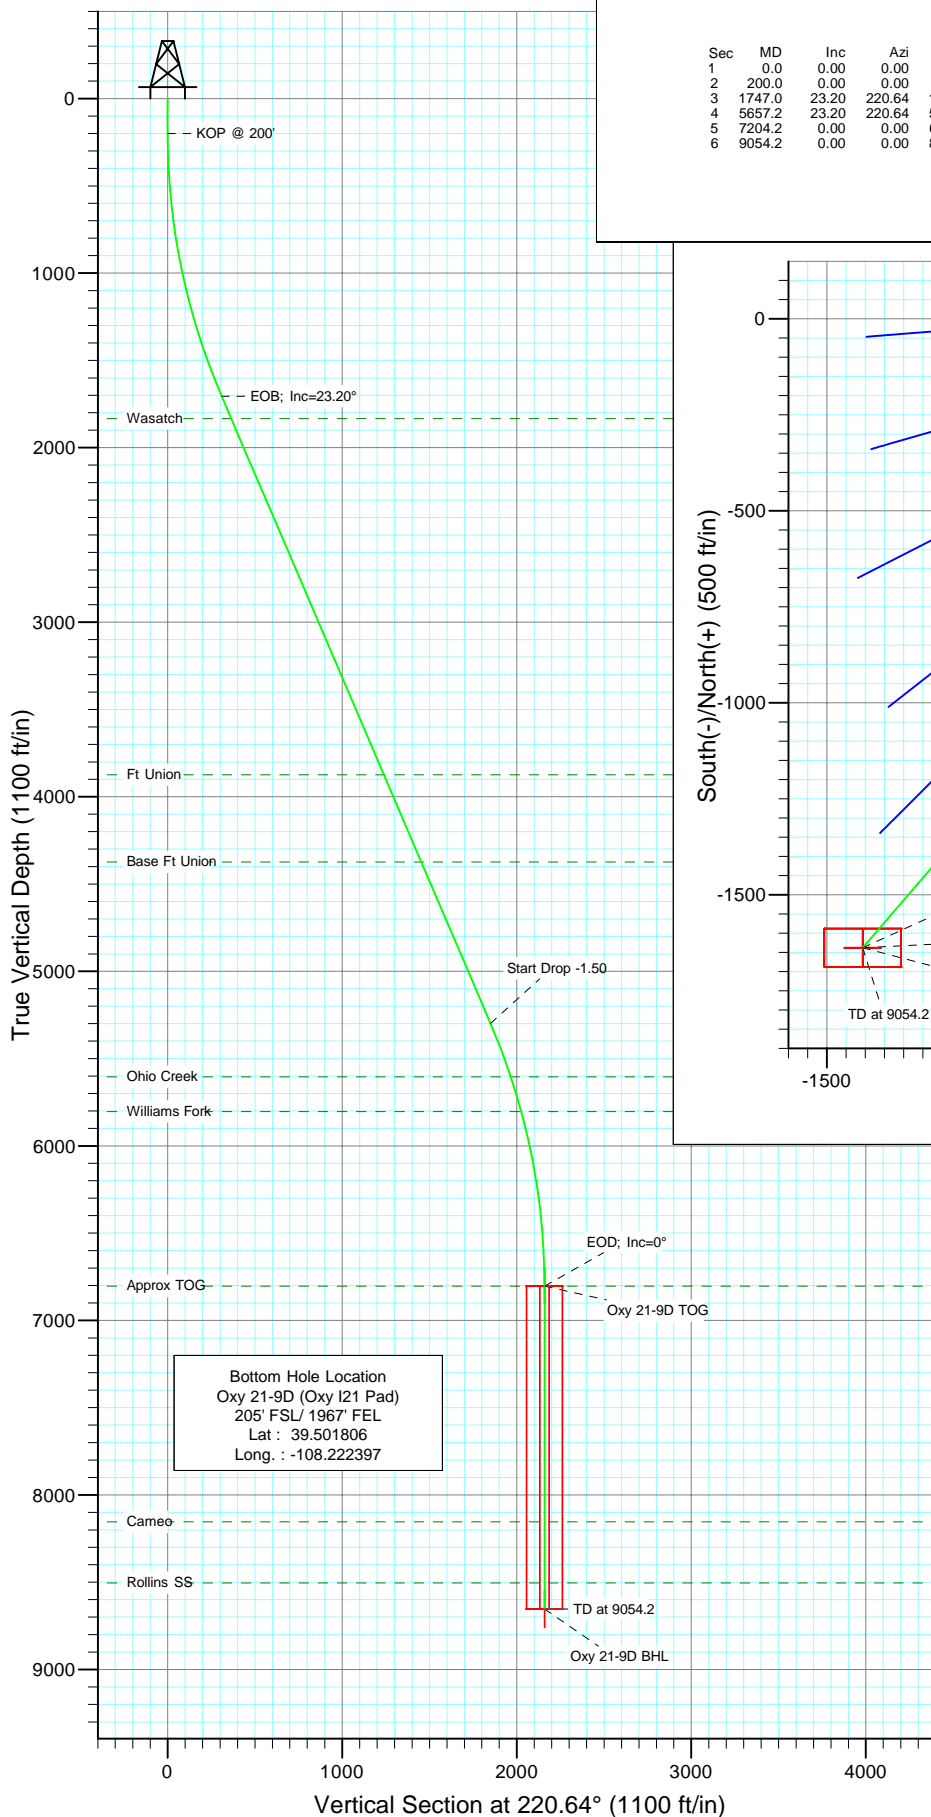 Sec MD Inc Azi
1 0.0 0.00 0.00
2 200.0 0.00 0.00
3 1747.0 23.20 220.64
4 5657.2 23.20 220.64
5 7204.2 0.00 0.00
6 9054.2 0.00 0.00
0
KOP @ 200'
1000
EOB; Inc=23.20°
Wasatch
2000
3000
Ft Union
4000
Base Ft Union
5000
Start Drop -1.50
Ohio Creek
Williams Fork
6000
EOD; Inc=0°
Approx TOG
Oxy 21-9D TOG
7000
Bottom Hole Location
Oxy 21-9D (Oxy I21 Pad)
205' FSL/ 1967' FEL
Lat : 39.501806
Long. : -108.222397
8000
Cameo
Rollins SS
TD at 9054.2
Oxy 21-9D BHL
9000
True Vertical Depth (1100 ft/in)
0 1000 2000 3000 4000
Vertical Section at 220.64° (1100 ft/in)
0
-500
-1000
-1500
South(-)/North(+) (500 ft/in)
TD at 9054.2
-1500